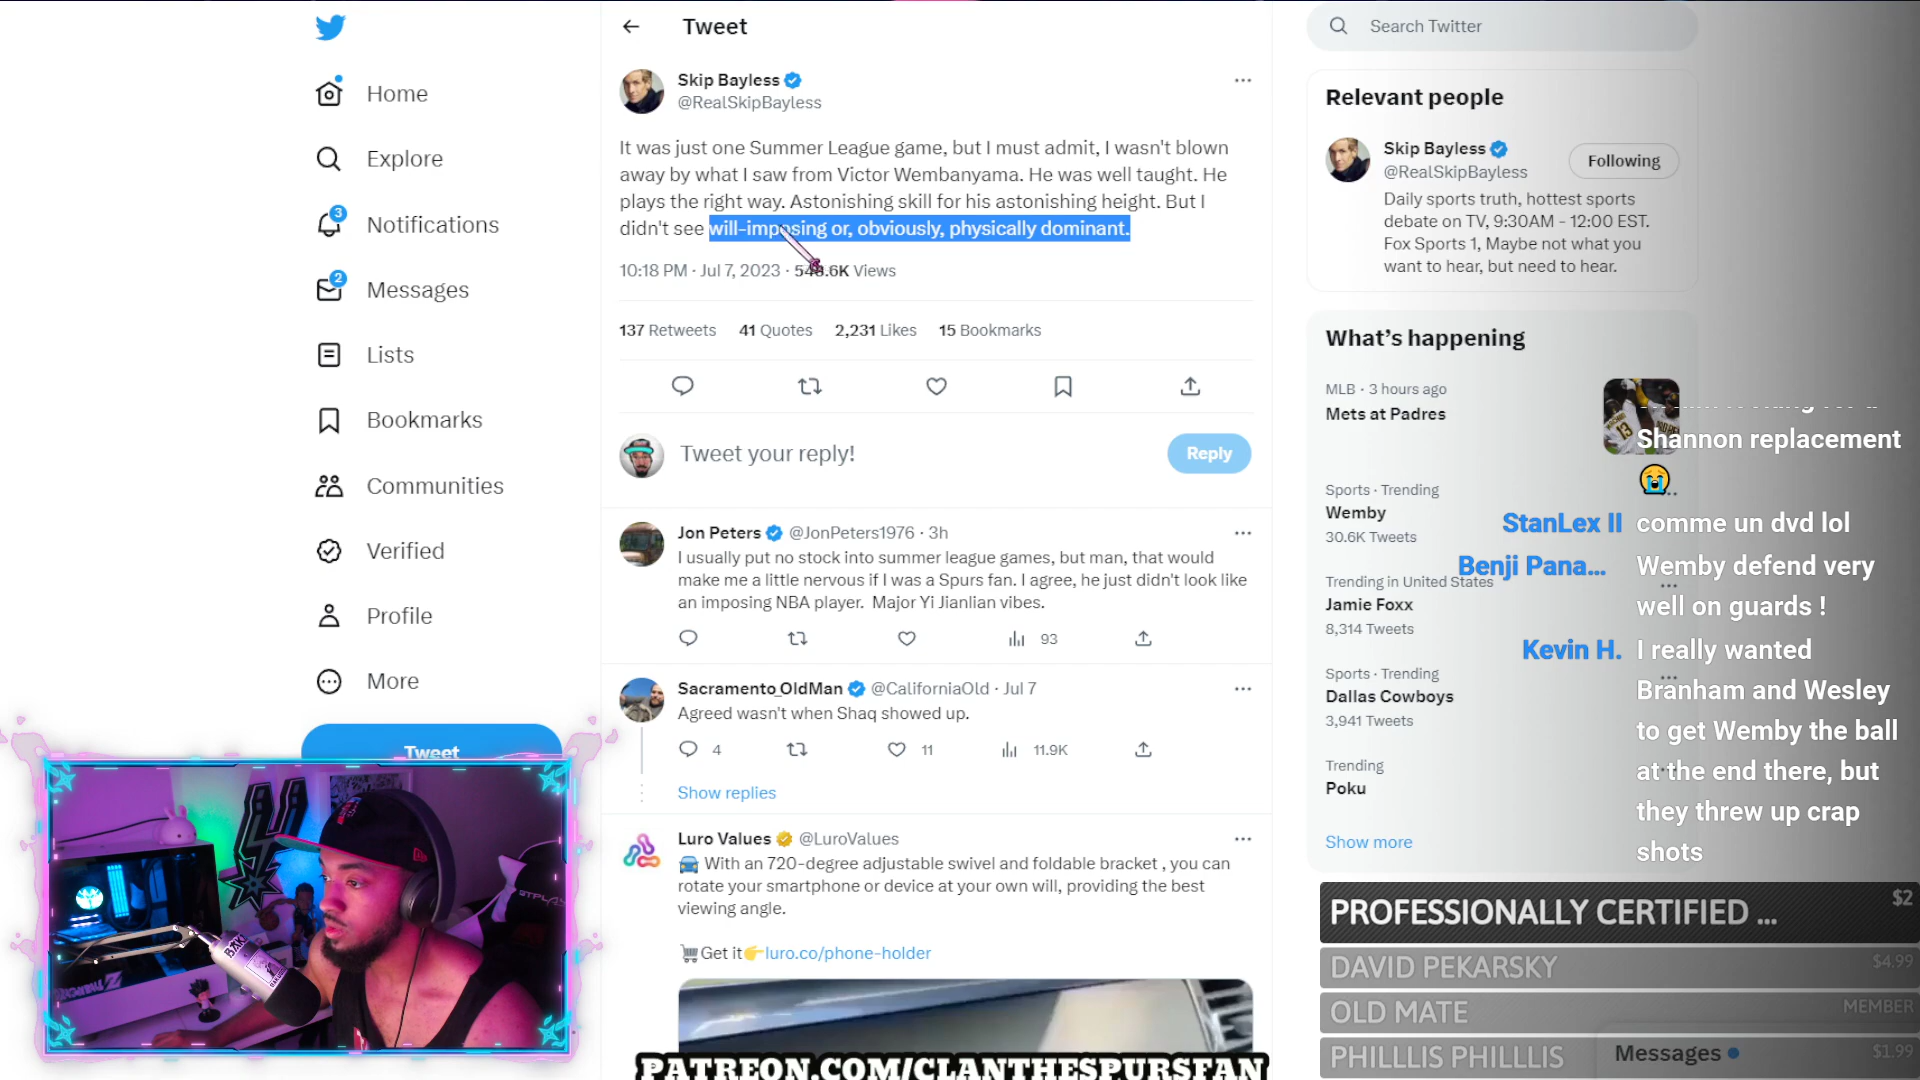 Tweet
Search Twitter
Home
Explore
3
Notifications
2
Messages
Lists
Bookmarks
Communities
Verified
Profile
More
Tweet
Skip Bayless
@RealSkipBayless
It was just one Summer League game, but I must admit, I wasn't blown
away by what I saw from Victor Wembanyama. He was well taught. He
plays the right way. Astonishing skill for his astonishing height. But I
didn't see will-imposing or, obviously, physically dominant.
10:18 PM · Jul 7, 2023 · .6K Views
137 Retweets 41 Quotes 2,231 Likes 15 Bookmarks
Tweet your reply!
Reply
Jon Peters @JonPeters1976 · 3h
I usually put no stock into summer league games, but man, that would
make me a little nervous if I was a Spurs fan. I agree, he just didn't look like
an imposing NBA player. Major Yi Jianlian vibes.
93
Sacramento_OldMan @CaliforniaOld · Jul 7
Agreed wasn't when Shaq showed up.
4 11 11.9K
Show replies
Luro Values @LuroValues
🚘 With an 720-degree adjustable swivel and foldable bracket , you can
rotate your smartphone or device at your own will, providing the best
viewing angle.
🛒Get it👉luro.co/phone-holder
PATREON.COM/CLANTHESPURSFAN
Relevant people
Skip Bayless
@RealSkipBayless
Following
Daily sports truth, hottest sports
debate on TV, 9:30AM - 12:00 EST.
Fox Sports 1, Maybe not what you
want to hear, but need to hear.
What's happening
MLB · 3 hours ago
Mets at Padres
13
Sports · Trending
Wemby
30.6K Tweets
Trending in United States
Jamie Foxx
8,314 Tweets
Sports · Trending
Dallas Cowboys
3,941 Tweets
Trending
Poku
Show more
Shannon replacement
😭
StanLex II comme un dvd lol
Benji Pana... Wemby defend very
well on guards !
Kevin H. I really wanted
Branham and Wesley
to get Wemby the ball
at the end there, but
they threw up crap
shots
PROFESSIONALLY CERTIFIED ... $2
DAVID PEKARSKY $4.99
OLD MATE MEMBER
PHILLLIS PHILLLIS $1.99
Messages